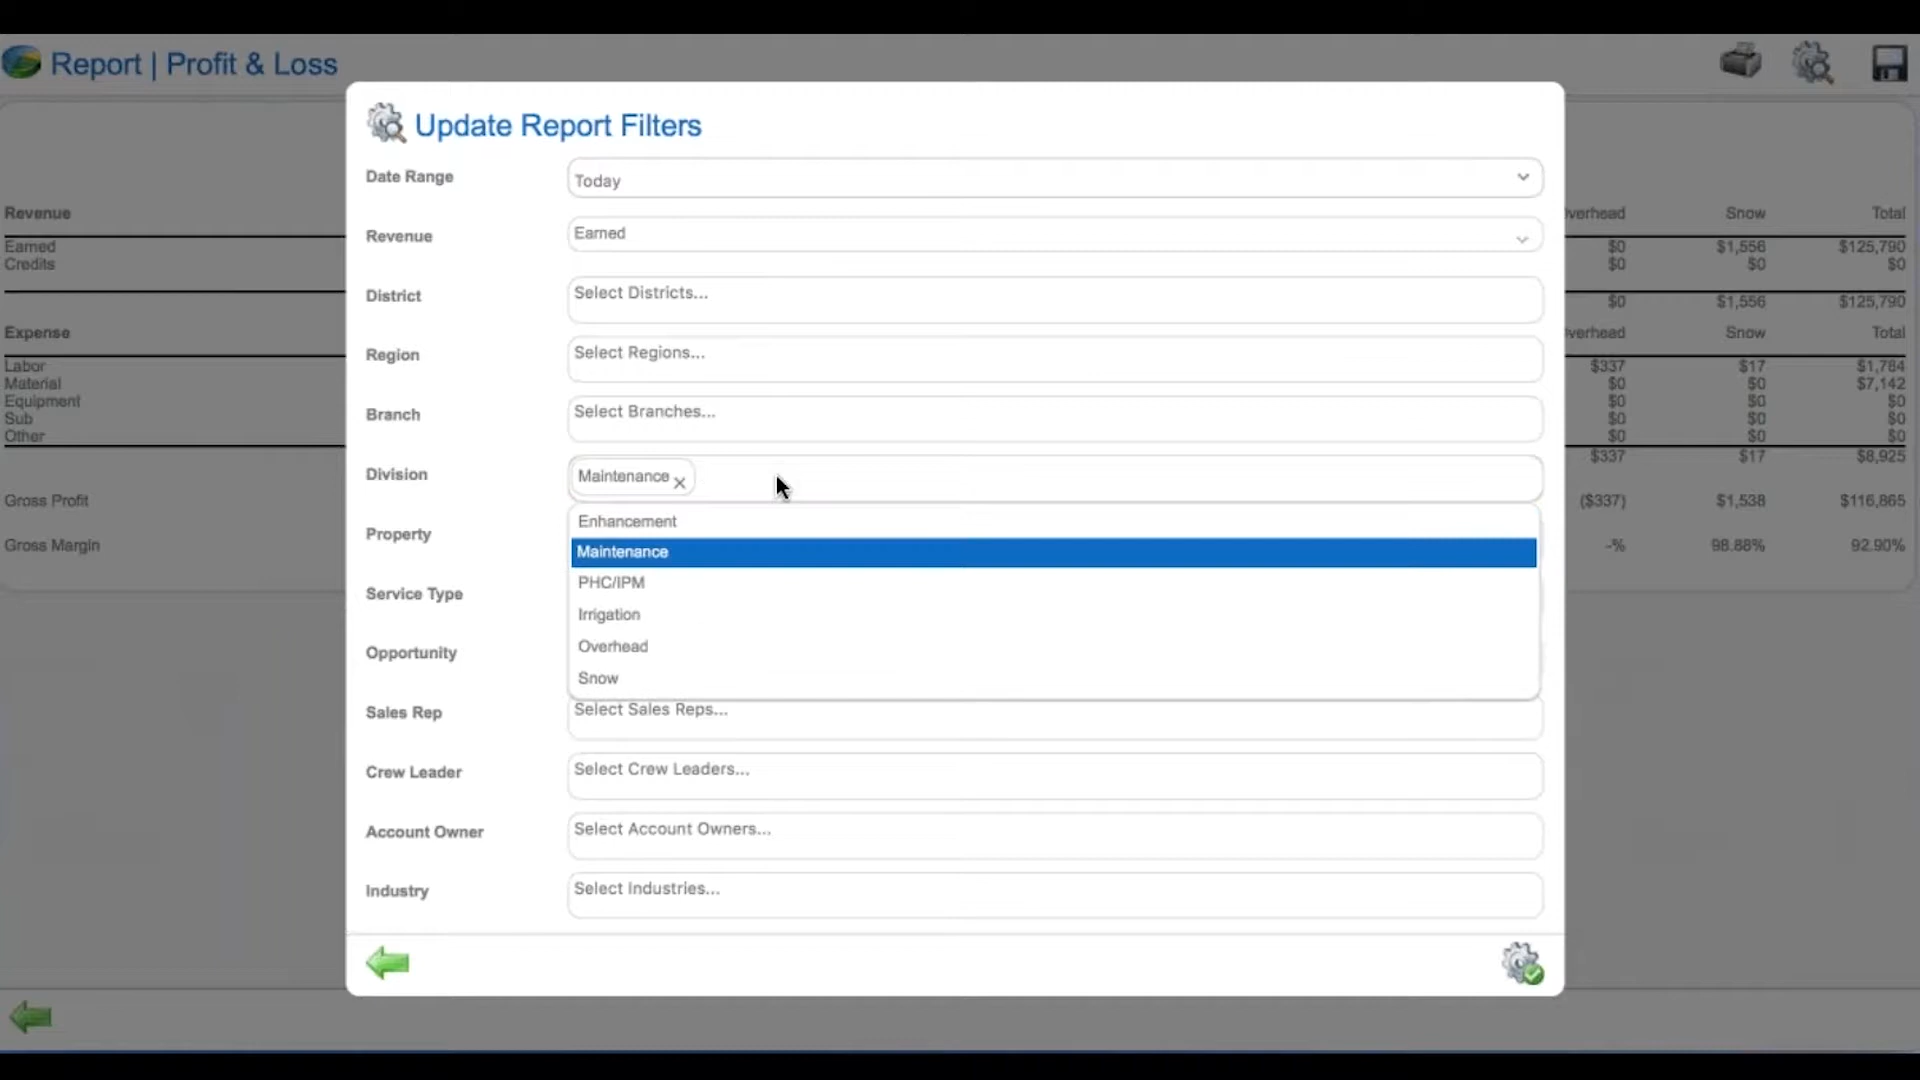 Report | Profit & Loss
Update Report Filters
Date Range Today
Revenue Earned
District Select Districts...
Region Select Regions...
Branch Select Branches...
Division Maintenance ×
Enhancement
Property
Maintenance
PHC/IPM
Service Type
Irrigation
Opportunity
Overhead
Snow
Sales Rep Select Sales Reps...
Crew Leader Select Crew Leaders...
Account Owner Select Account Owners...
Industry Select Industries...
Revenue verhead Snow Total
Earned $0 $1,556 $125,790
Credits $0 $0 $0
$0 $1,556 $125,790
Expense verhead Snow Total
Labor $337 $17 $1,784
Material $0 $0 $7,142
Equipment $0 $0 $0
Sub $0 $0 $0
Other $0 $0 $0
$337 $17 $8,925
Gross Profit ($337) $1,538 $116,865
Gross Margin -% 98.88% 92.90%